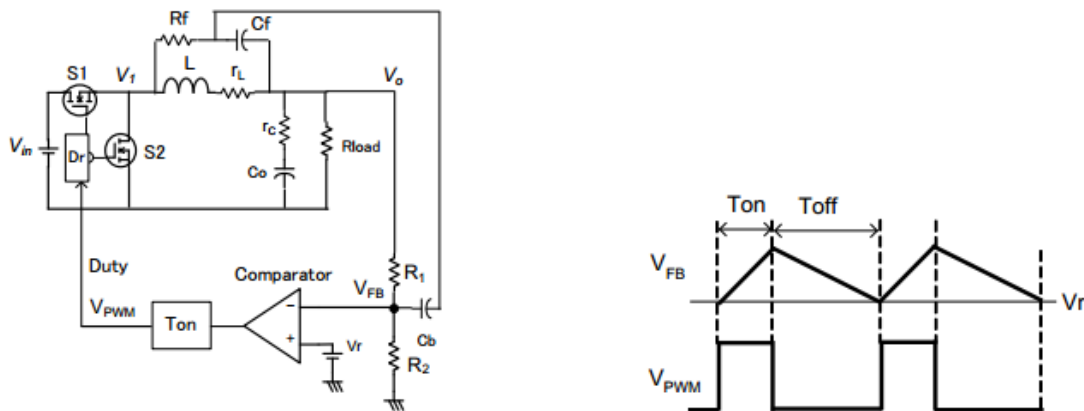 Rf
Cf
S1
V1
L
rL
Vo
Vin
Dr
S2
rC
Co
Rload
Duty
Comparator
R1
VFB
VPWM
Ton
−
+
Vr
Cb
R2
Ton
Toff
VFB
Vr
VPWM